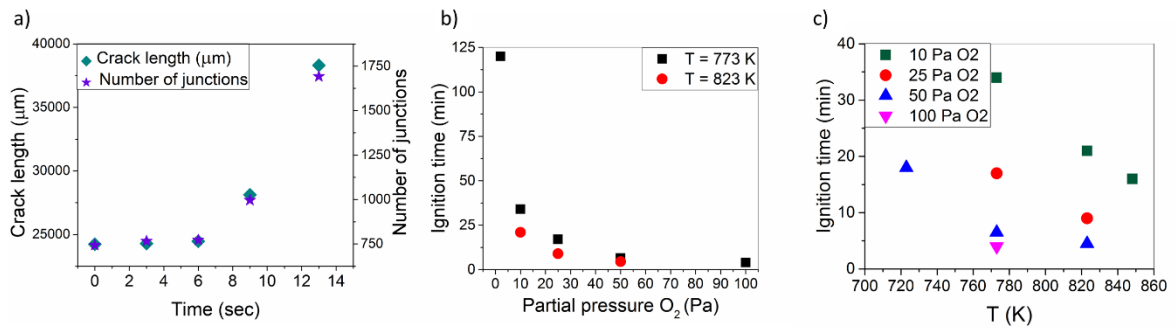 a)
40000
34000
28000
25000
Crack length (μm)
Crack length (μm)
Number of junctions
1750
1500
1250
1000
750
Number of junctions
0 2 4 6 8 10 12 14
Time (sec)
b)
125
100
75
50
25
0
Ignition time (min)
T = 773 K
T = 823 K
0 10 20 30 40 50 60 70 80 90 100
Partial pressure O2 (Pa)
c)
40
30
20
10
0
Ignition time (min)
10 Pa O2
25 Pa O2
50 Pa O2
100 Pa O2
700 720 740 760 780 800 820 840 860
T (K)